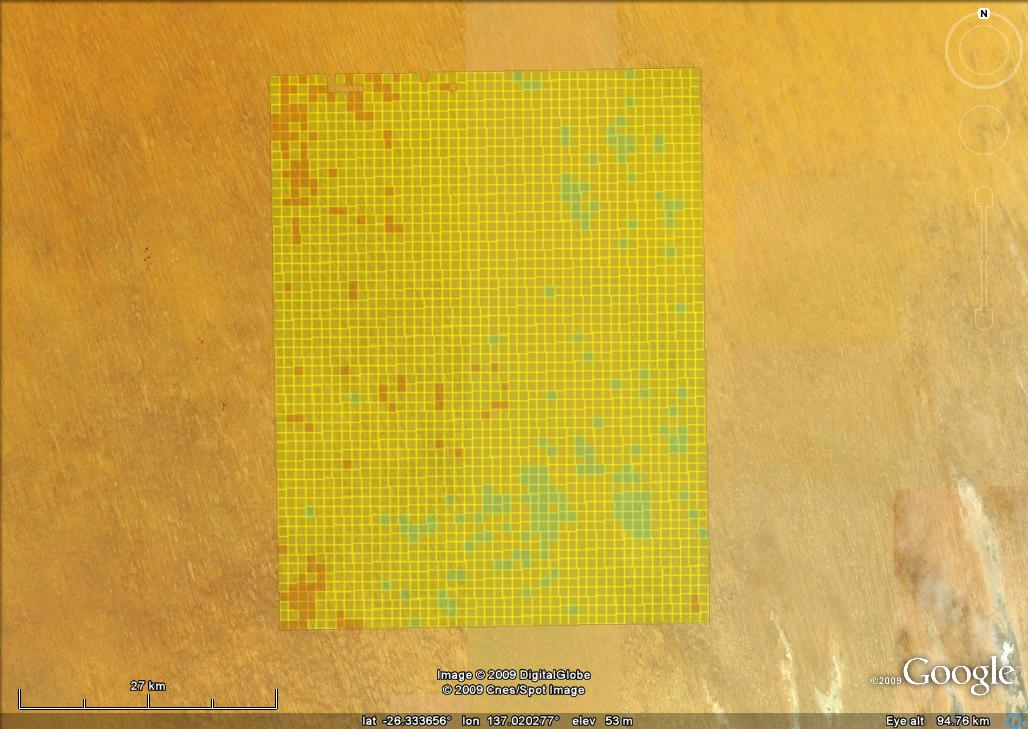 N
27 km
Image © 2009 DigitalGlobe
© 2009 Cnes/Spot Image
©2009 Google
lat -26.333656° lon 137.020277° elev 53 m
Eye alt 94.76 km